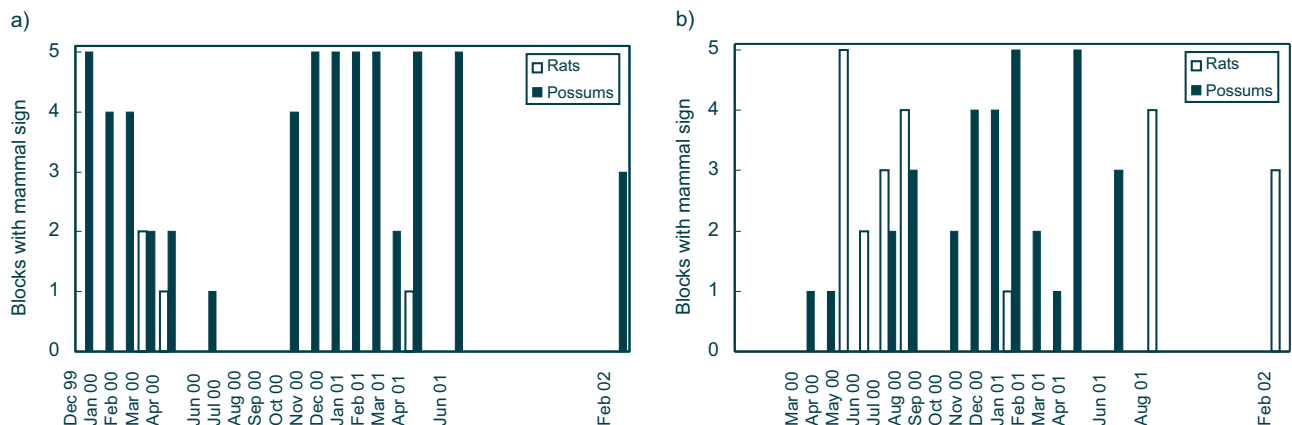 a)
Blocks with mammal sign
5
4
3
2
1
0
Rats
Possums
Dec 99
Jan 00
Feb 00
Mar 00
Apr 00
Jun 00
Jul 00
Aug 00
Sep 00
Oct 00
Nov 00
Dec 00
Jan 01
Feb 01
Mar 01
Apr 01
Jun 01
Feb 02
b)
Blocks with mammal sign
5
4
3
2
1
0
Rats
Possums
Mar 00
Apr 00
May 00
Jun 00
Jul 00
Aug 00
Sep 00
Oct 00
Nov 00
Dec 00
Jan 01
Feb 01
Mar 01
Apr 01
Jun 01
Aug 01
Feb 02